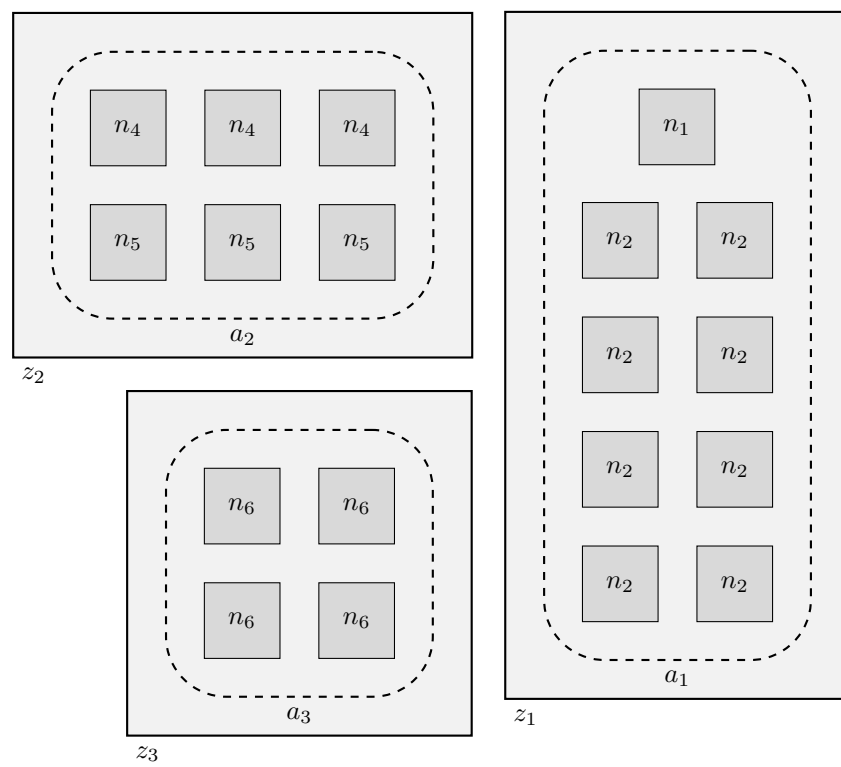 n₄ n₄ n₄
n₅ n₅ n₅
a₂
z₂
n₆ n₆
n₆ n₆
a₃
z₃
n₁
n₂ n₂
n₂ n₂
n₂ n₂
n₂ n₂
a₁
z₁